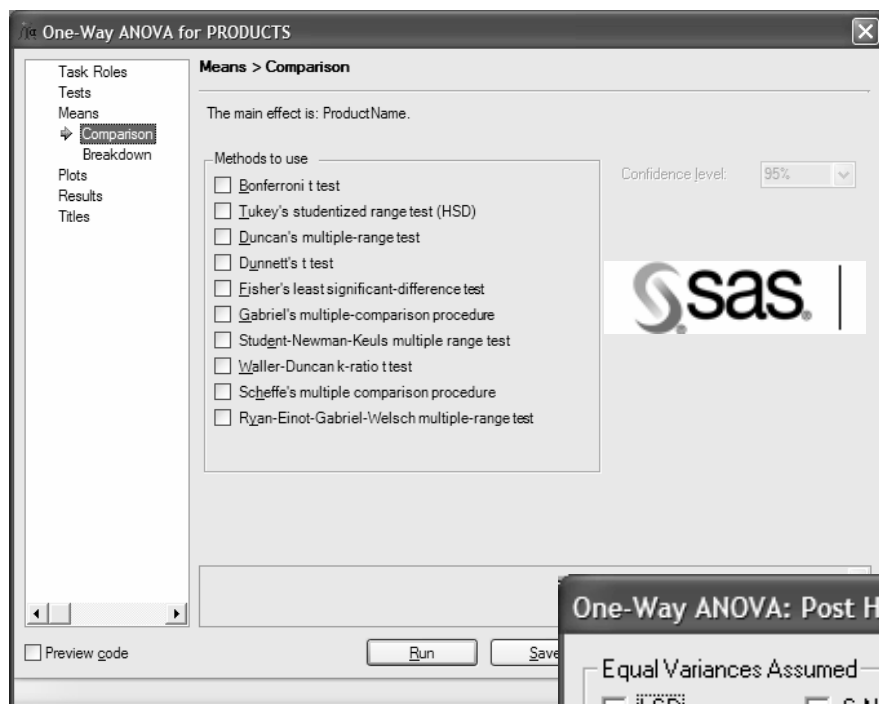 One-Way ANOVA for PRODUCTS
Task Roles
Tests
Means
Comparison
Breakdown
Plots
Results
Titles
Means > Comparison
The main effect is: ProductName.
Methods to use
Bonferroni t test
Tukey's studentized range test (HSD)
Duncan's multiple-range test
Dunnett's t test
Fisher's least significant-difference test
Gabriel's multiple-comparison procedure
Student-Newman-Keuls multiple range test
Waller-Duncan k-ratio t test
Scheffe's multiple comparison procedure
Ryan-Einot-Gabriel-Welsch multiple-range test
Confidence level: 95%
sas
Preview code
Run
Save
One-Way ANOVA: Post H
Equal Variances Assumed
LSD